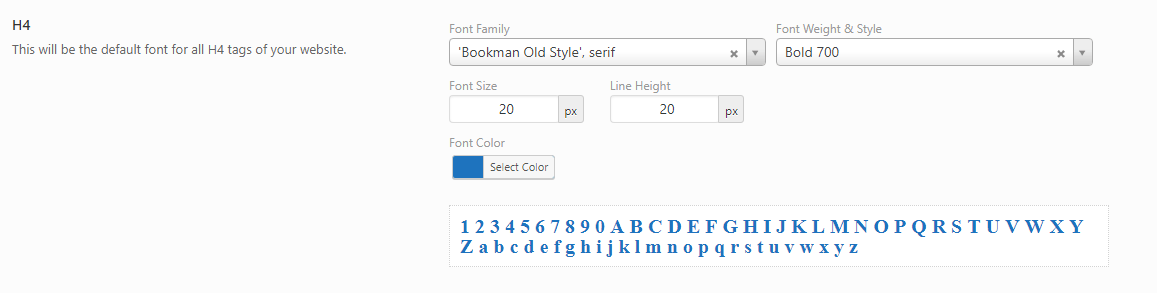 H4
This will be the default font for all H4 tags of your website.
Font Family
'Bookman Old Style', serif
Font Weight & Style
Bold 700
Font Size
20 px
Line Height
20 px
Font Color
Select Color
1 2 3 4 5 6 7 8 9 0 A B C D E F G H I J K L M N O P Q R S T U V W X Y
Z a b c d e f g h i j k l m n o p q r s t u v w x y z